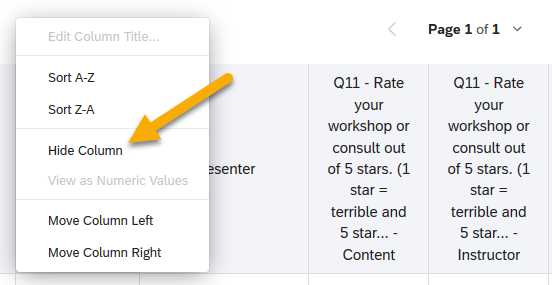 Edit Column Title...
Sort A-Z
Sort Z-A
Hide Column
View as Numeric Values
Move Column Left
Move Column Right
Page 1 of 1
esenter
Q11 - Rate
your
workshop or
consult out
of 5 stars. (1
star =
terrible and
5 star... -
Content
Q11 - Rate
your
workshop or
consult out
of 5 stars. (1
star =
terrible and
5 star... -
Instructor